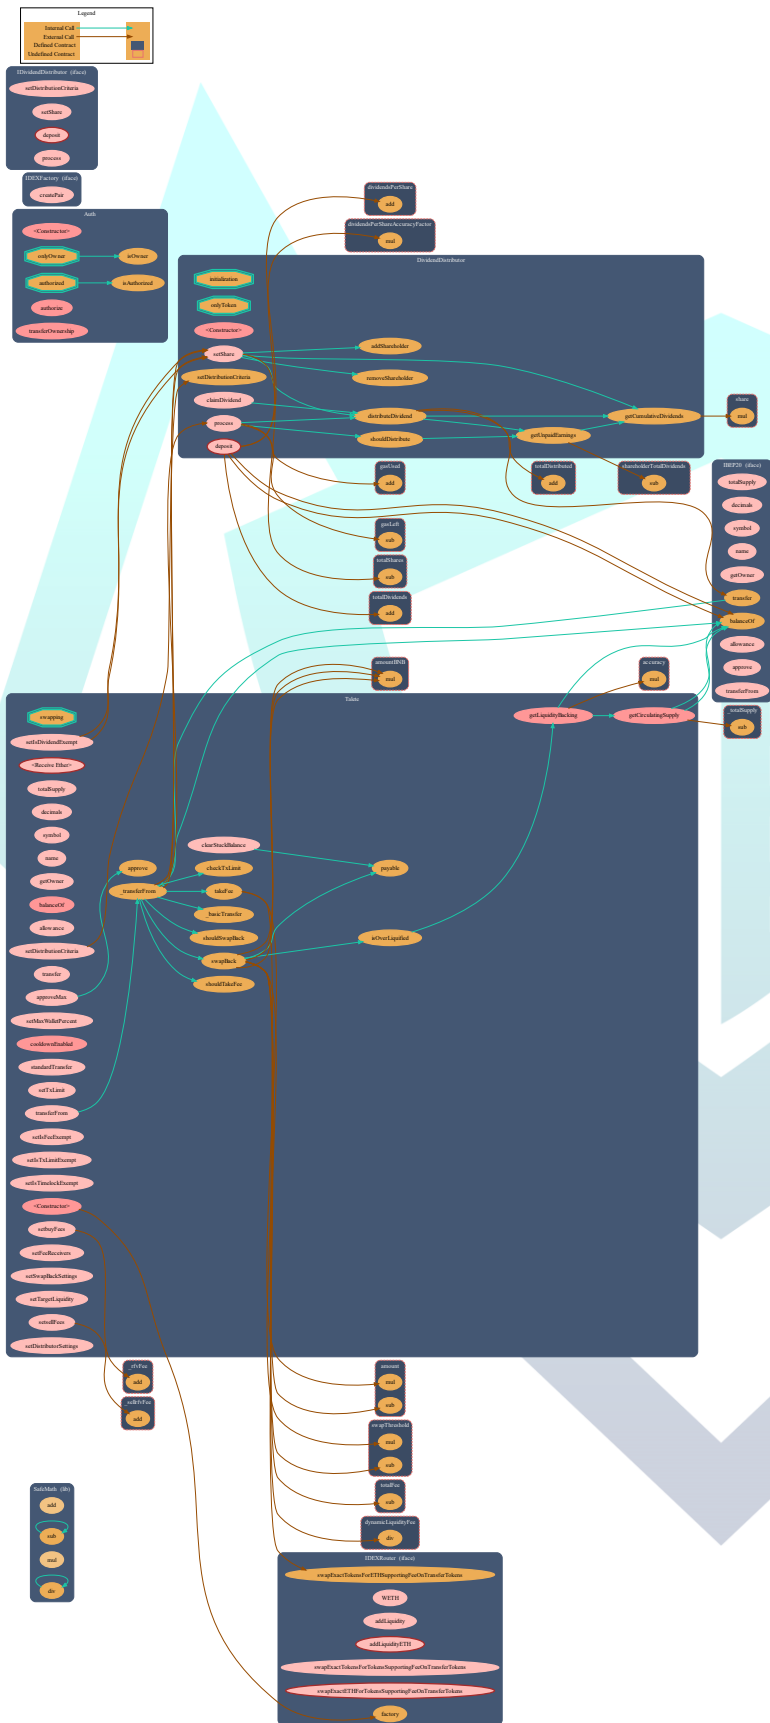 Legend
Internal Call
External Call
Defined Contract
Undefined Contract
IDividendDistributor (iface)
setDistributionCriteria
setShare
deposit
process
IDEXFactory (iface)
createPair
Auth
<Constructor>
onlyOwner
isOwner
authorized
isAuthorized
authorize
transferOwnership
dividendsPerShare
add
dividendsPerShareAccuracyFactor
mul
DividendDistributor
initialization
onlyToken
<Constructor>
setShare
addShareholder
setDistributionCriteria
removeShareholder
claimDividend
distributeDividend
getCumulativeDividends
process
shouldDistribute
getUnpaidEarnings
deposit
share
mul
gasUsed
add
totalDistributed
add
shareholderTotalDividends
sub
gasLeft
sub
totalShares
sub
totalDividends
add
IBEP20 (iface)
totalSupply
decimals
symbol
name
getOwner
transfer
balanceOf
allowance
approve
transferFrom
amountBNB
mul
accuracy
mul
_totalSupply
sub
swapping
getLiquidityBacking
getCirculatingSupply
setIsDividendExempt
<Receive Ether>
totalSupply
decimals
symbol
name
getOwner
balanceOf
allowance
setDistributionCriteria
transfer
approveMax
setMaxWalletPercent
cooldownEnabled
standardTransfer
setTxLimit
transferFrom
setIsFeeExempt
setIsTxLimitExempt
setIsTimelockExempt
<Constructor>
setbuyFees
setFeeReceivers
setSwapBackSettings
setTargetLiquidity
setsellFees
setDistributorSettings
approve
_transferFrom
clearStuckBalance
checkTxLimit
takeFee
_basicTransfer
shouldSwapBack
swapBack
shouldTakeFee
payable
isOverLiquified
_rfvFee
add
_sellrfvFee
add
amount
mul
sub
swapThreshold
mul
sub
totalFee
sub
dynamicLiquidityFee
div
SafeMath (lib)
add
sub
mul
div
IDEXRouter (iface)
swapExactTokensForETHSupportingFeeOnTransferTokens
WETH
addLiquidity
addLiquidityETH
swapExactTokensForTokensSupportingFeeOnTransferTokens
swapExactETHForTokensSupportingFeeOnTransferTokens
factory